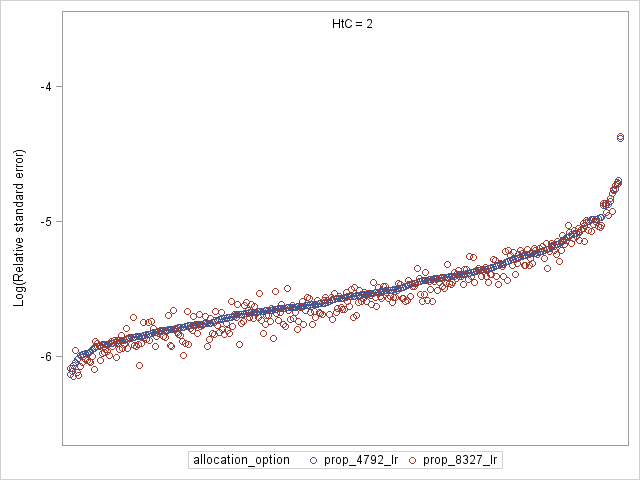 HtC = 2
-4
-5
-6
Log(Relative standard error)
allocation_option prop_4792_lr prop_8327_lr